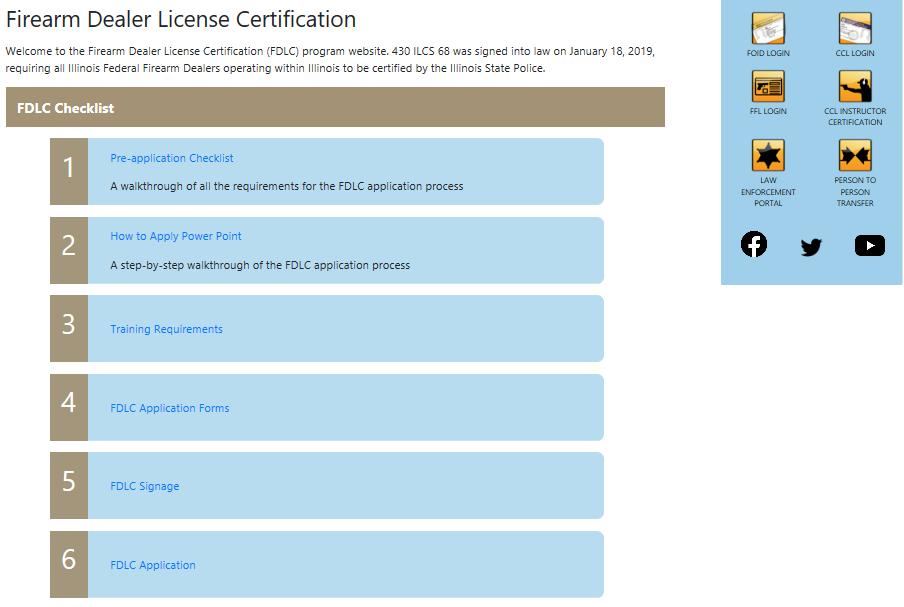 Firearm Dealer License Certification
Welcome to the Firearm Dealer License Certification (FDLC) program website. 430 ILCS 68 was signed into law on January 18, 2019,
requiring all Illinois Federal Firearm Dealers operating within Illinois to be certified by the Illinois State Police.
FDLC Checklist
1
Pre-application Checklist
A walkthrough of all the requirements for the FDLC application process
2
How to Apply Power Point
A step-by-step walkthrough of the FDLC application process
3
Training Requirements
4
FDLC Application Forms
5
FDLC Signage
6
FDLC Application
FOID LOGIN
CCL LOGIN
FFL LOGIN
CCL INSTRUCTOR
CERTIFICATION
LAW
ENFORCEMENT
PORTAL
PERSON TO
PERSON
TRANSFER